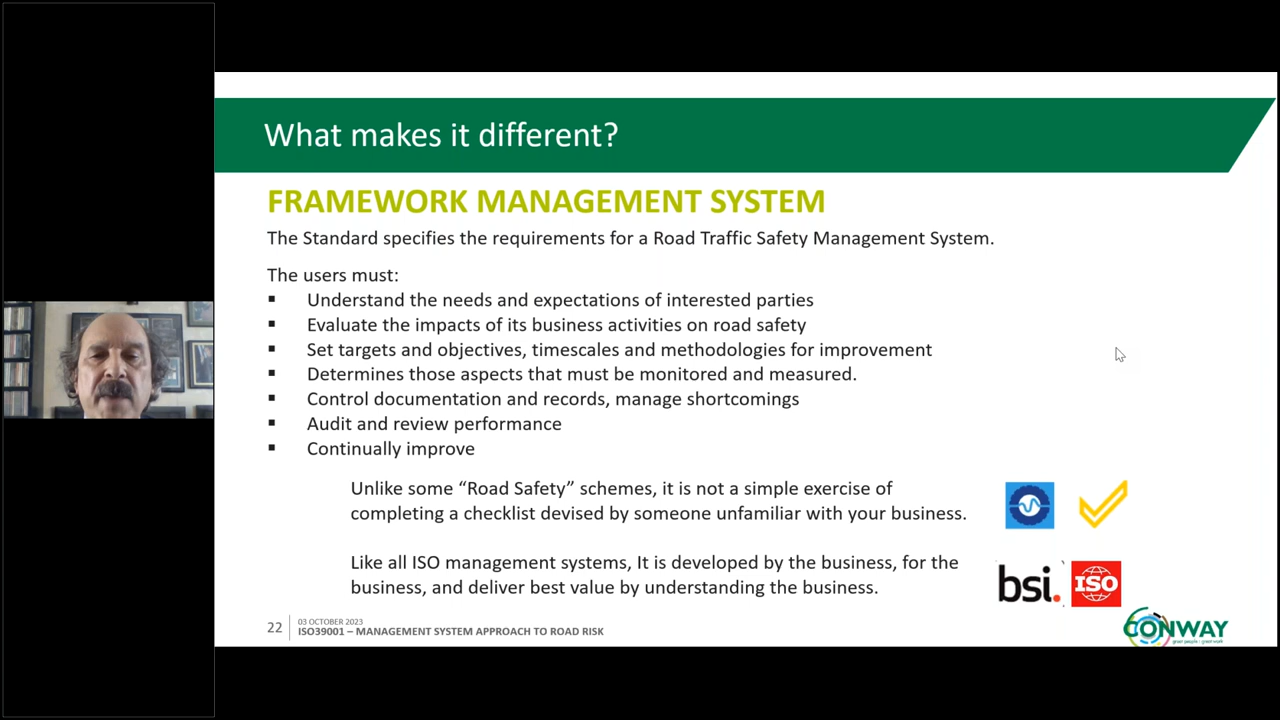 What makes it different?
FRAMEWORK MANAGEMENT SYSTEM
The Standard specifies the requirements for a Road Traffic Safety Management System.
The users must:
▪ Understand the needs and expectations of interested parties
▪ Evaluate the impacts of its business activities on road safety
▪ Set targets and objectives, timescales and methodologies for improvement
▪ Determines those aspects that must be monitored and measured.
▪ Control documentation and records, manage shortcomings
▪ Audit and review performance
▪ Continually improve
Unlike some “Road Safety” schemes, it is not a simple exercise of
completing a checklist devised by someone unfamiliar with your business.
Like all ISO management systems, It is developed by the business, for the
business, and deliver best value by understanding the business.
bsi.
ISO
22
03 OCTOBER 2023
ISO39001 – MANAGEMENT SYSTEM APPROACH TO ROAD RISK
CONWAY
great people : great work